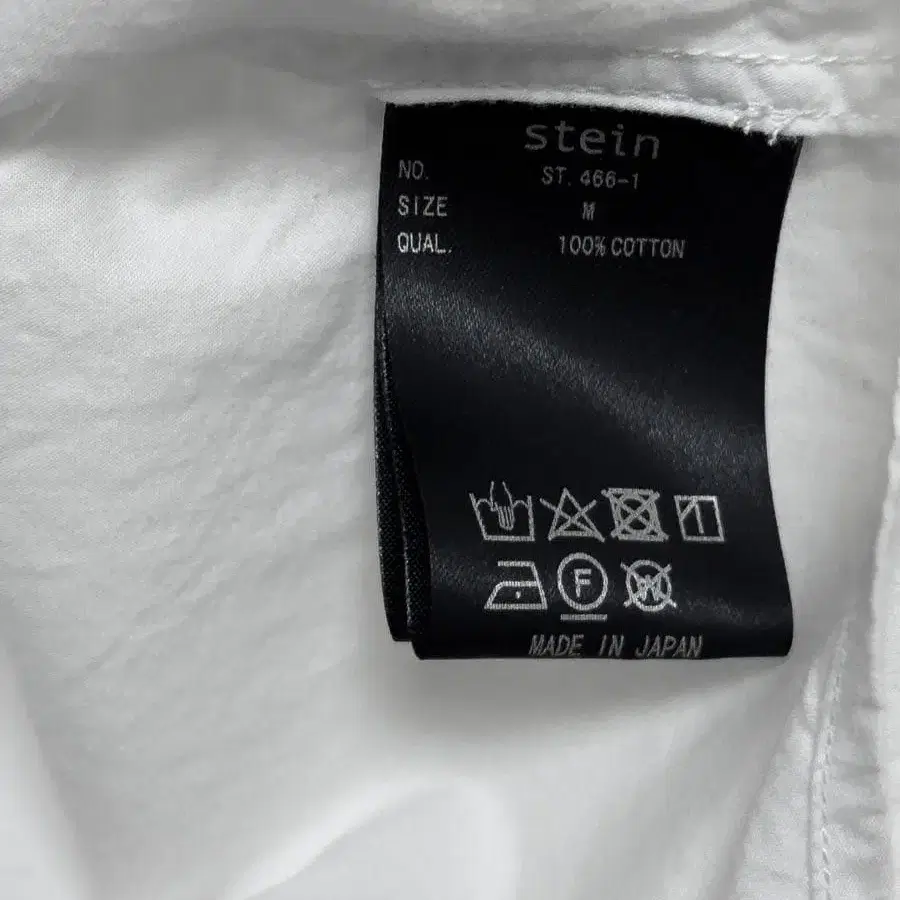 stein
NO. ST. 466-1
SIZE M
QUAL. 100% COTTON
F
W
MADE IN JAPAN